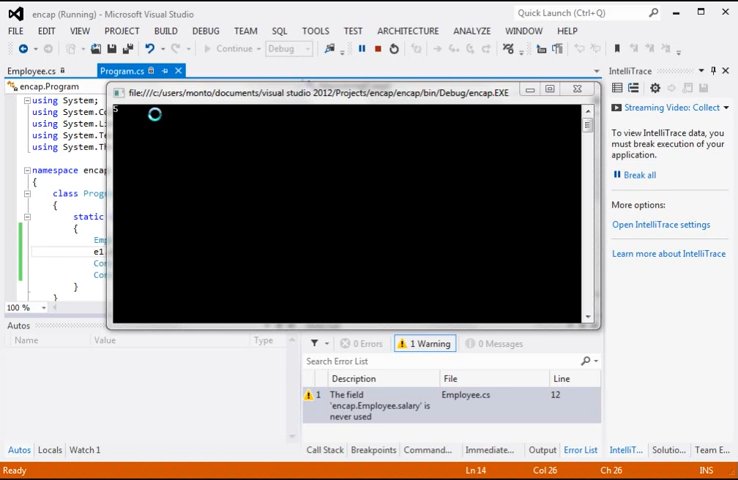 encap (Running) - Microsoft Visual Studio
Quick Launch (Ctrl+Q)
FILE EDIT VIEW PROJECT BUILD DEBUG TEAM SQL TOOLS TEST ARCHITECTURE ANALYZE WINDOW HELP
Continue Debug
Employee.cs Program.cs
IntelliTrace
encap.Program
file:///c:/users/monto/documents/visual studio 2012/Projects/encap/encap/bin/Debug/encap.EXE
5
using System;
using System.Co
using System.Li
using System.Te
using System.Th
namespace encap
{
class Progr
{
static
{
Emp
e1.
Con
Con
}
}
100 %
Streaming Video: Collect
To view IntelliTrace data, you
must break execution of your
application.
Break all
More options:
Open IntelliTrace settings
Learn more about IntelliTrace
Autos
Name Value Type
0 Errors 1 Warning 0 Messages
Search Error List
Description File Line
1 The field
'encap.Employee.salary' is
never used
Employee.cs 12
Autos Locals Watch 1
Call Stack Breakpoints Command... Immediate... Output Error List
IntelliT... Solutio... Team E...
Ready Ln 14 Col 26 Ch 26 INS